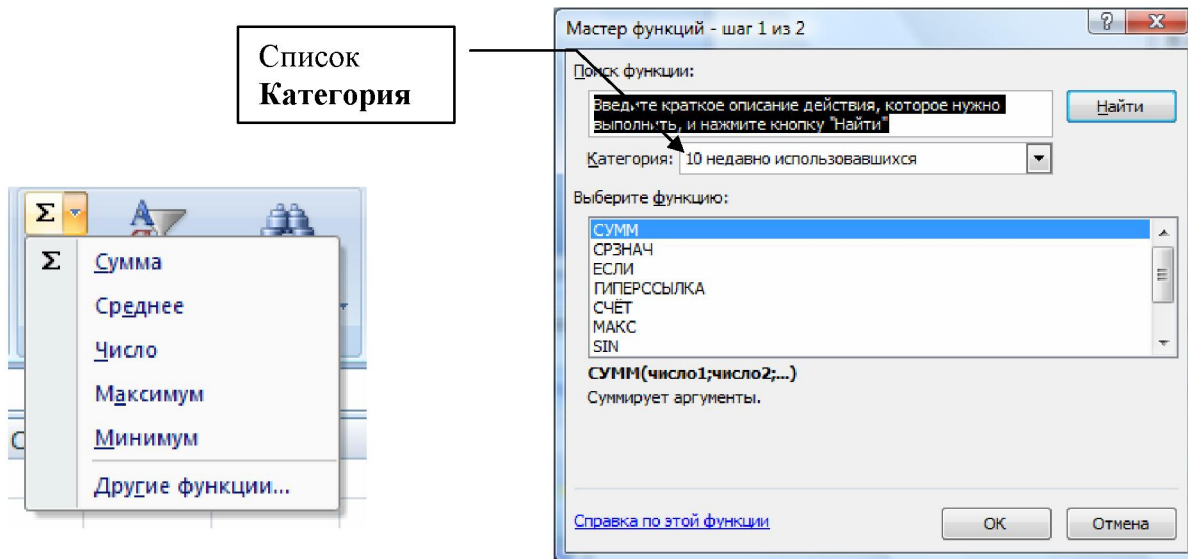 Список
Категория
Σ
Σ Сумма
Среднее
Число
Максимум
Минимум
Другие функции...
Мастер функций - шаг 1 из 2
Поиск функции:
Введите краткое описание действия, которое нужно
выполнить, и нажмите кнопку "Найти"
Найти
Категория: 10 недавно использовавшихся
Выберите функцию:
СУММ
СРЗНАЧ
ЕСЛИ
ГИПЕРССЫЛКА
СЧЁТ
МАКС
SIN
СУММ(число1;число2;...)
Суммирует аргументы.
Справка по этой функции
ОК
Отмена